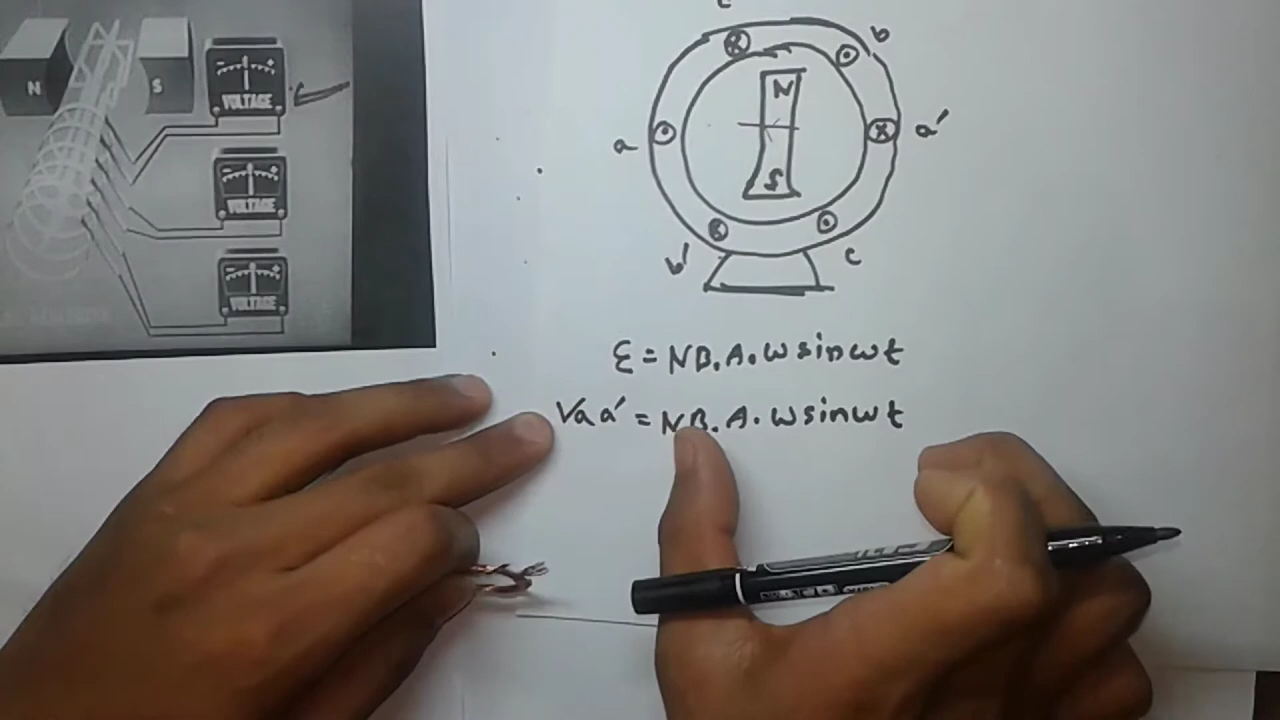 N
S
- +
VOLTAGE
- +
VOLTAGE
- +
VOLTAGE
b
N
a
a'
S
b'
c
ε = NB.A.ωsinωt
Vaa' = NB.A.ωsinωt